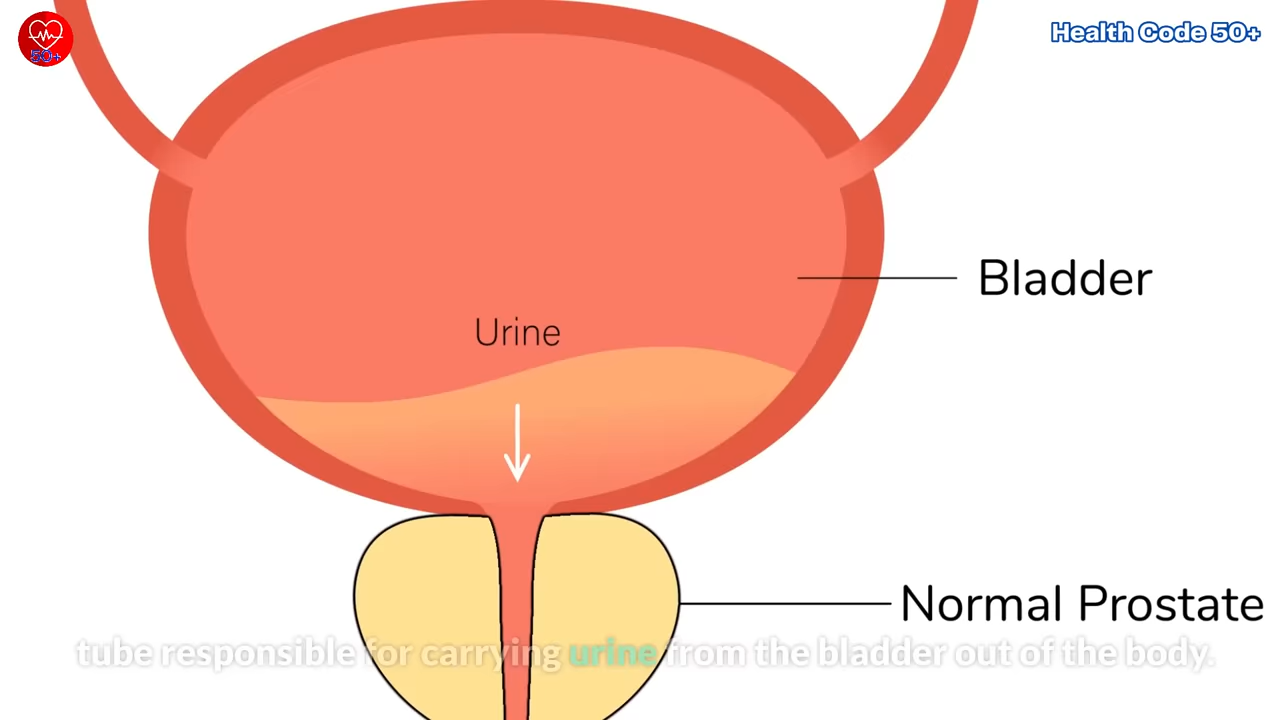 50+
Health Code 50+
Bladder
Urine
Normal Prostate
tube responsible for carrying urine from the bladder out of the body.